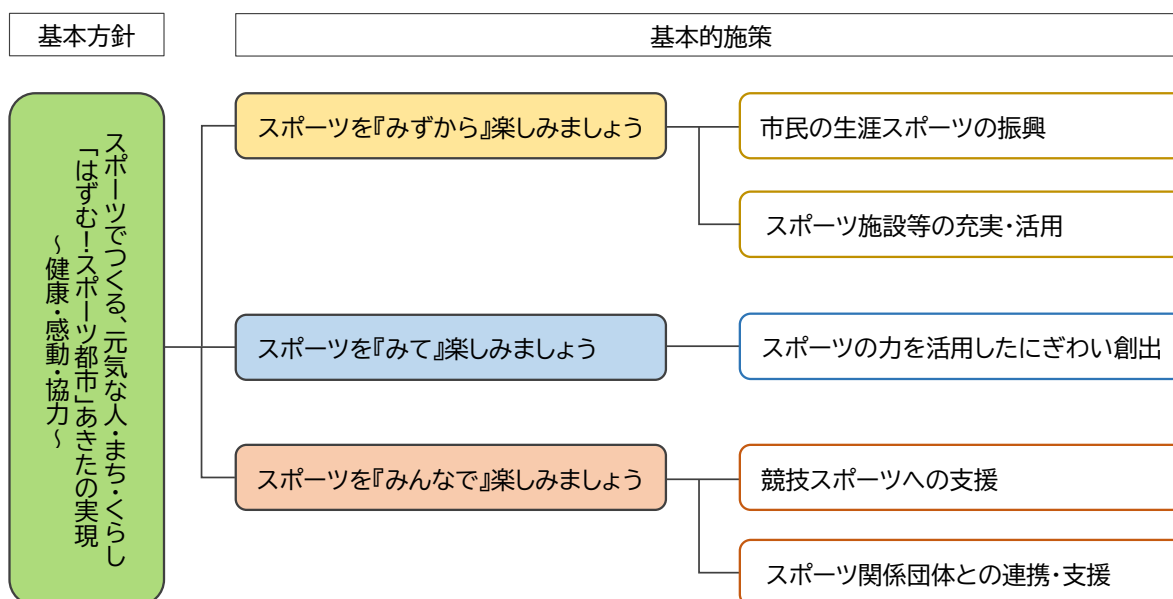 基本方針
基本的施策
スポーツでつくる、元気な人・まち・くらし
「はずむ！スポーツ都市」あきたの実現
～健康・感動・協力～
スポーツを『みずから』楽しみましょう
市民の生涯スポーツの振興
スポーツ施設等の充実・活用
スポーツを『みて』楽しみましょう
スポーツの力を活用したにぎわい創出
スポーツを『みんなで』楽しみましょう
競技スポーツへの支援
スポーツ関係団体との連携・支援